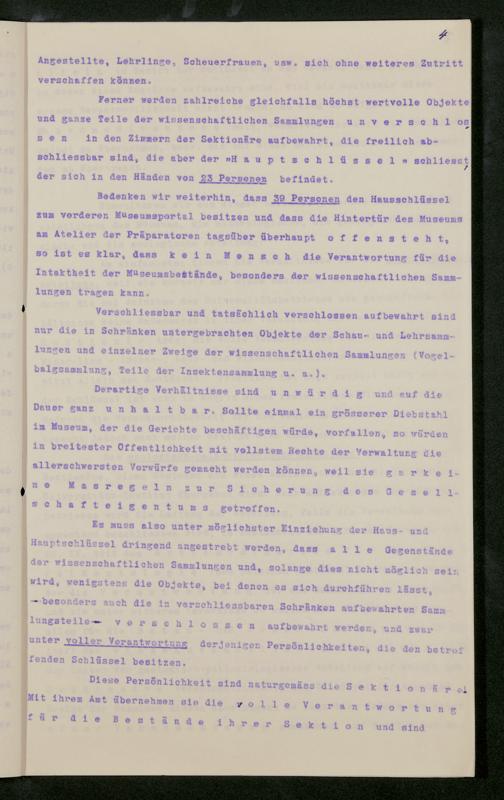 4
Angestellte, Lehrlinge, Scheuerfrauen, usw. sich ohne weiteres Zutritt
verschaffen können.
Ferner werden zahlreiche gleichfalls höchst wertvolle Objekte
und ganze Teile der wissenschaftlichen Sammlungen u n v e r s c h l o s
s e n in den Zimmern der Sektionäre aufbewahrt, die freilich ab-
schliessbar sind, die aber der "H a u p t s c h l ü s s e l" schliesst,
der sich in den Händen von 23 Personen befindet.
Bedenken wir weiterhin, dass 39 Personen den Hausschlüssel
zum vorderen Museumsportal besitzen und dass die Hintertür des Museums
am Atelier der Präparatoren tagsüber überhaupt o f f e n s t e h t,
so ist es klar, dass k e i n M e n s c h die Verantwortung für die
Intaktheit der Museumsbestände, besonders der wissenschaftlichen Samm-
lungen tragen kann.
Verschliessbar und tatsächlich verschlossen aufbewahrt sind
nur die in Schränken untergebrachten Objekte der Schau- und Lehrsamm-
lungen und einzelner Zweige der wissenschaftlichen Sammlungen (Vogel-
balgsammlung, Teile der Insektensammlung u. a.).
Derartige Verhältnisse sind u n w ü r d i g und auf die
Dauer ganz u n h a l t b a r. Sollte einmal ein grösserer Diebstahl
im Museum, der die Gerichte beschäftigen würde, vorfallen, so würden
in breitester Öffentlichkeit mit vollstem Rechte der Verwaltung die
allerschwersten Vorwürfe gemacht werden können, weil sie g a r k e i-
n e M a s r e g e l n z u r S i c h e r u n g d e s G e s e l l-
s c h a f t e i g e n t u m s getroffen.
Es muss also unter möglichster Einziehung der Haus- und
Hauptschlüssel dringend angestrebt werden, dass a l l e Gegenstände
der wissenschaftlichen Sammlungen und, solange dies nicht möglich sein
wird, wenigstens die Objekte, bei denen es sich durchführen lässt,
- besonders auch die in verschliessbaren Schränken aufbewahrten Samm
lungsteile - v e r s c h l o s s e n aufbewahrt werden, und zwar
unter voller Verantwortung derjenigen Persönlichkeiten, die den betref
fenden Schlüssel besitzen.
Diese Persönlichkeit sind naturgemäss die S e k t i o n ä r e.
Mit ihrem Amt übernehmen sie die v o l l e V e r a n t w o r t u n g
f ü r d i e B e s t ä n d e i h r e r S e k t i o n und sind